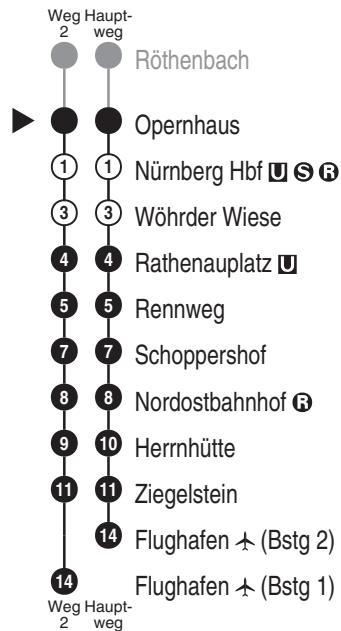 Weg Haupt-
2 weg
Röthenbach
Opernhaus
1 1 Nürnberg Hbf U S R
3 3 Wöhrder Wiese
4 4 Rathenauplatz U
5 5 Rennweg
7 7 Schoppershof
8 8 Nordostbahnhof R
9 10 Herrnhütte
11 11 Ziegelstein
14 Flughafen (Bstg 2)
14 Flughafen (Bstg 1)
Weg Haupt-
2 weg